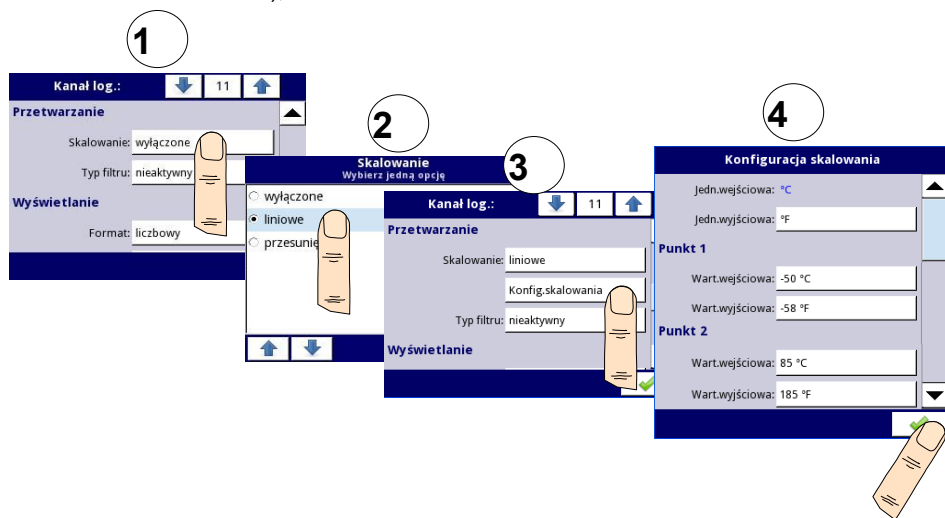 1
Kanał log.: 11
Przetwarzanie
Skalowanie: wyłączone
Typ filtru: nieaktywny
Wyświetlanie
Format: liczbowy
2
Skalowanie
Wybierz jedną opcję
wyłączone
liniowe
przesunię
3
Kanał log.: 11
Przetwarzanie
Skalowanie: liniowe
Konfig.skalowania
Typ filtru: nieaktywny
Wyświetlanie
4
Konfiguracja skalowania
Jedn.wejściowa: °C
Jedn.wyjściowa: °F
Punkt 1
Wart.wejściowa: -50 °C
Wart.wyjściowa: -58 °F
Punkt 2
Wart.wejściowa: 85 °C
Wart.wyjściowa: 185 °F